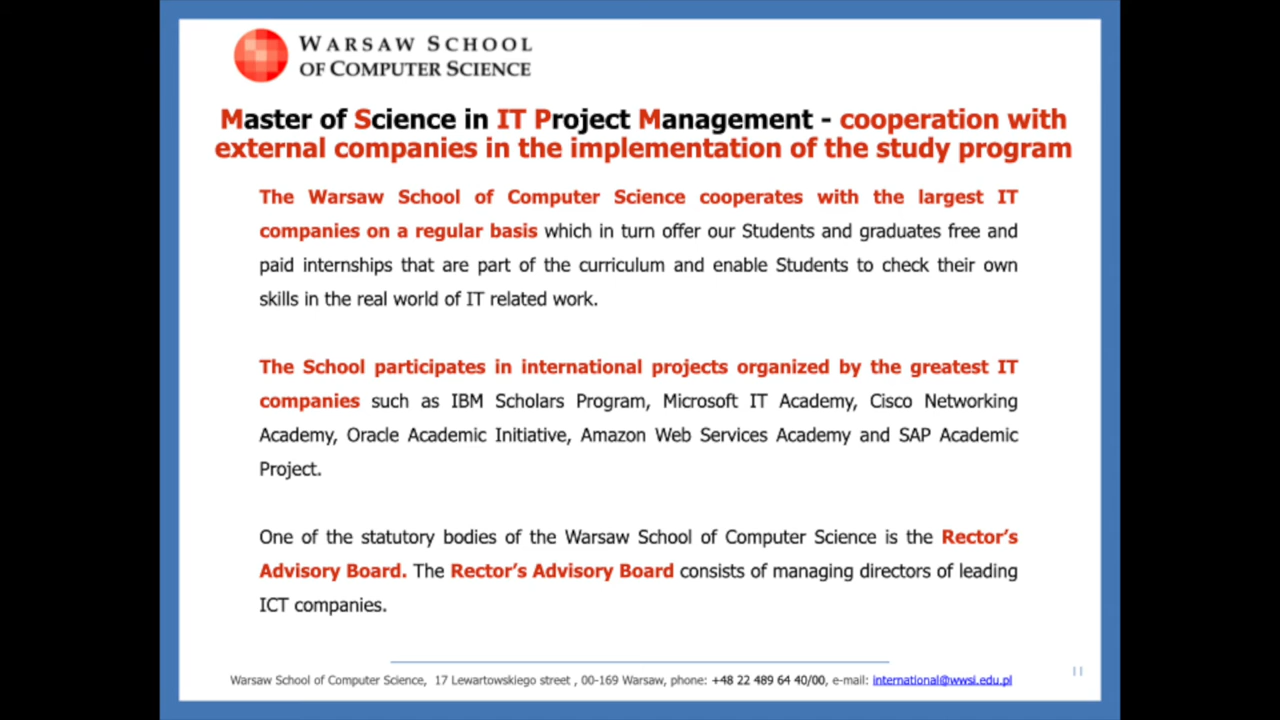 WARSAW SCHOOL
OF COMPUTER SCIENCE
Master of Science in IT Project Management - cooperation with
external companies in the implementation of the study program
The Warsaw School of Computer Science cooperates with the largest IT
companies on a regular basis which in turn offer our Students and graduates free and
paid internships that are part of the curriculum and enable Students to check their own
skills in the real world of IT related work.
The School participates in international projects organized by the greatest IT
companies such as IBM Scholars Program, Microsoft IT Academy, Cisco Networking
Academy, Oracle Academic Initiative, Amazon Web Services Academy and SAP Academic
Project.
One of the statutory bodies of the Warsaw School of Computer Science is the Rector's
Advisory Board. The Rector's Advisory Board consists of managing directors of leading
ICT companies.
Warsaw School of Computer Science, 17 Lewartowskiego street , 00-169 Warsaw, phone: +48 22 489 64 40/00, e-mail: international@wwsi.edu.pl
11